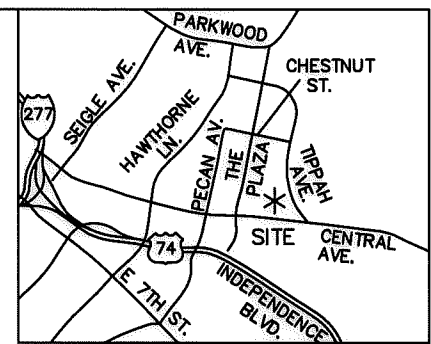 PARKWOOD
AVE.
CHESTNUT
ST.
277
SEIGLE AVE.
HAWTHORNE
LN.
PECAN AV.
THE
PLAZA
TIPPAH
AVE.
SITE
CENTRAL
AVE.
74
E 7TH ST.
INDEPENDENCE
BLVD.